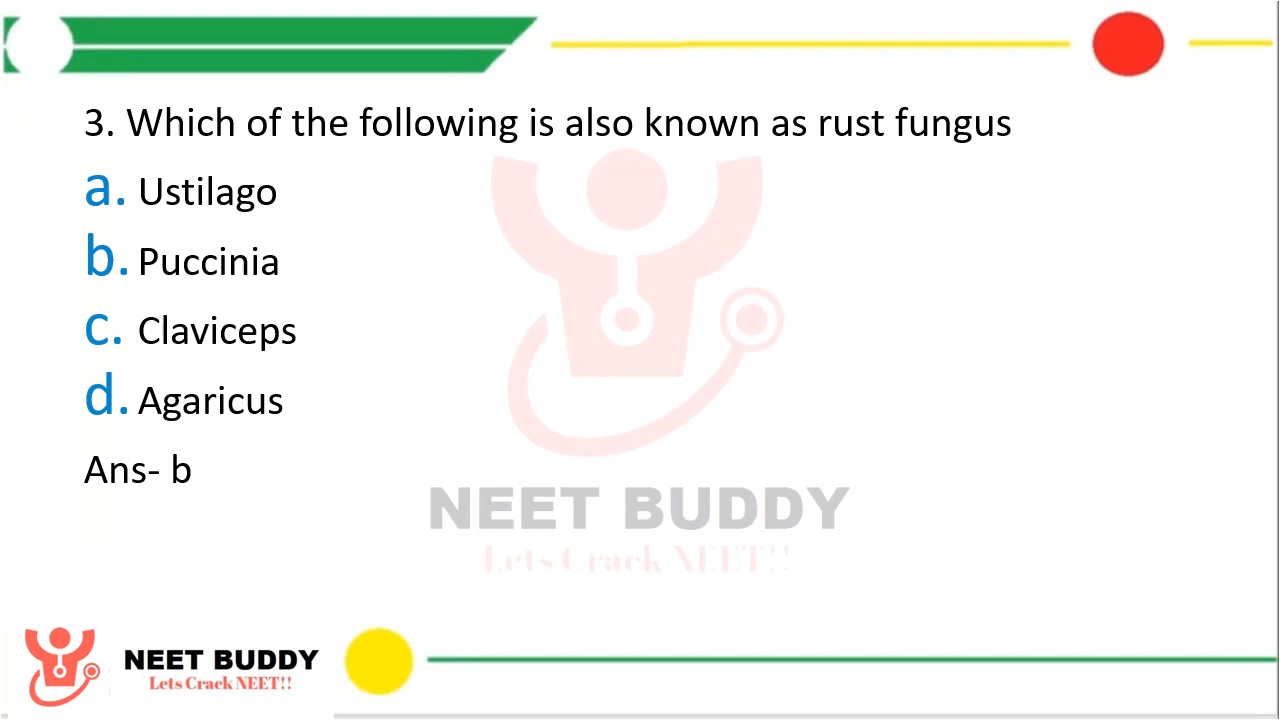 3. Which of the following is also known as rust fungus
a. Ustilago
b. Puccinia
c. Claviceps
d. Agaricus
Ans- b
NEET BUDDY
Lets Crack NEET!!
NEET BUDDY
Lets Crack NEET!!